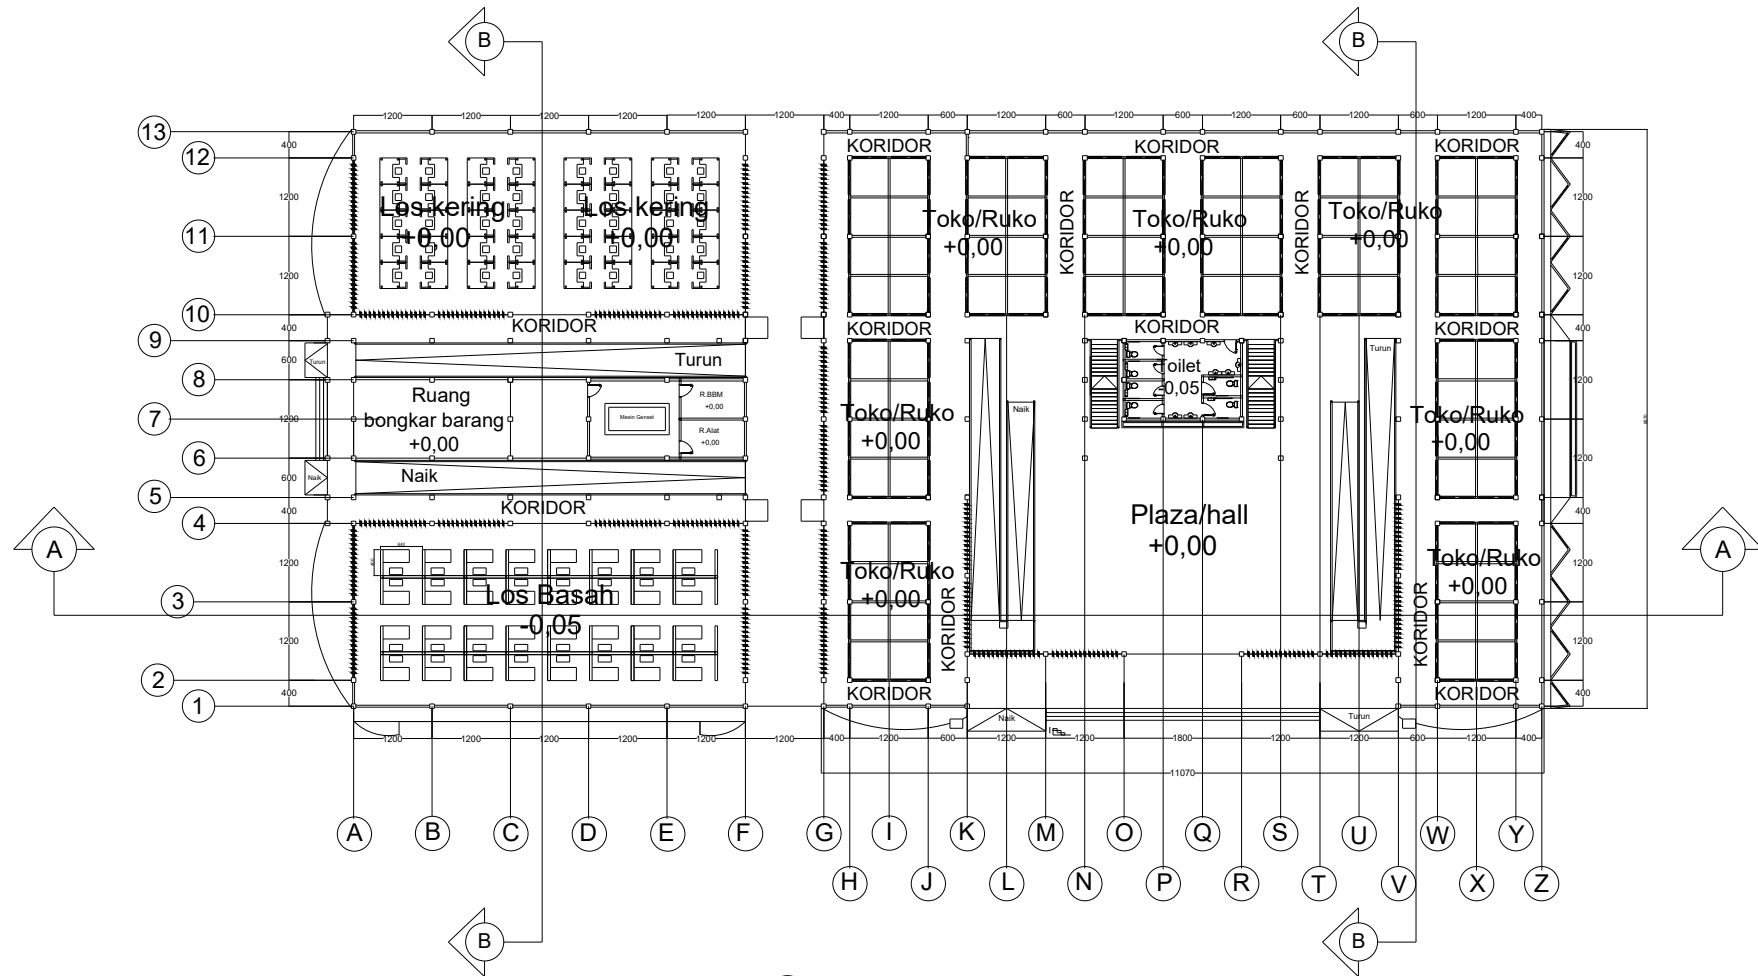 B
B
1200
1200
1200
1200
1200
1200
400
1200
600
1200
600
1200
600
1200
600
1200
600
1200
400
13
12
11
10
9
8
7
6
5
4
3
2
1
400
1200
1200
400
600
1200
600
400
1200
1200
400
KORIDOR
KORIDOR
KORIDOR
Los kering
+0,00
Los kering
+0,00
KORIDOR
KORIDOR
Toko/Ruko
+0,00
Toko/Ruko
+0,00
Toko/Ruko
+0,00
400
1200
1200
400
1200
1200
400
1200
1200
400
KORIDOR
KORIDOR
KORIDOR
KORIDOR
Turun
Turun
Ruang
bongkar barang
+0,00
Mesin Genset
R.BBM
+0,00
R.Alat
+0,00
Toilet
-0,05
Naik
Turun
Toko/Ruko
+0,00
Toko/Ruko
+0,00
Naik
Naik
KORIDOR
A
A
Plaza/hall
+0,00
Los Basah
-0,05
Toko/Ruko
+0,00
Toko/Ruko
+0,00
KORIDOR
KORIDOR
KORIDOR
KORIDOR
Naik
Turun
1200
1200
1200
1200
1200
1200
400
1200
600
1200
1200
1800
1200
1200
600
1200
400
11070
A
B
C
D
E
F
G
I
K
M
O
Q
S
U
W
Y
H
J
L
N
P
R
T
V
X
Z
B
B